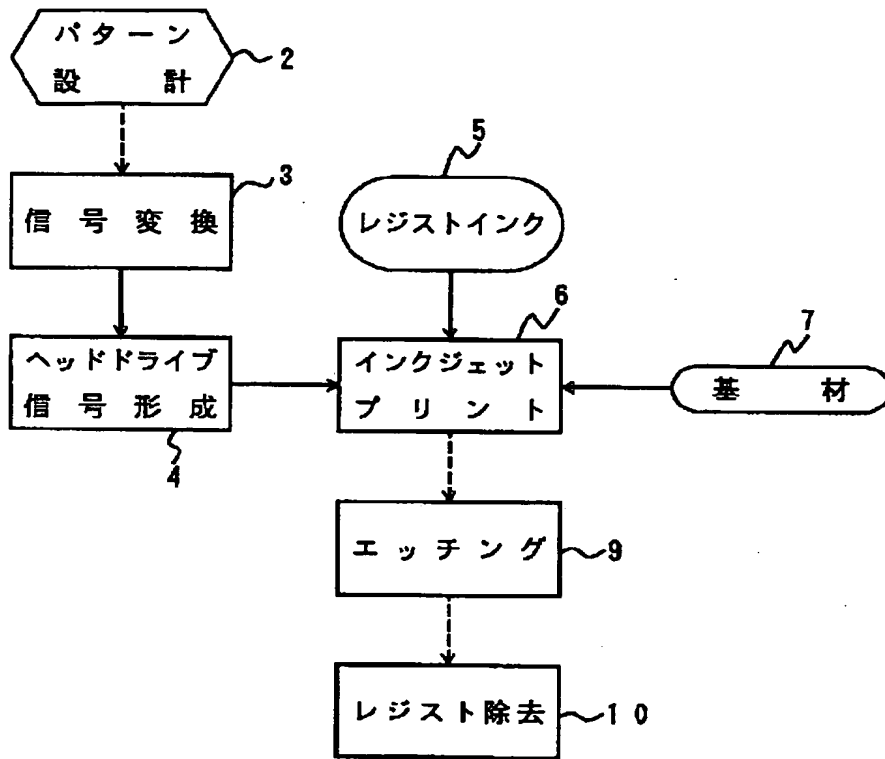 パターン
設計
2
信号変換
3
ヘッドドライブ
信号形成
4
5
レジストインク
6
インクジェット
プリント
7
基材
エッチング
9
レジスト除去
10